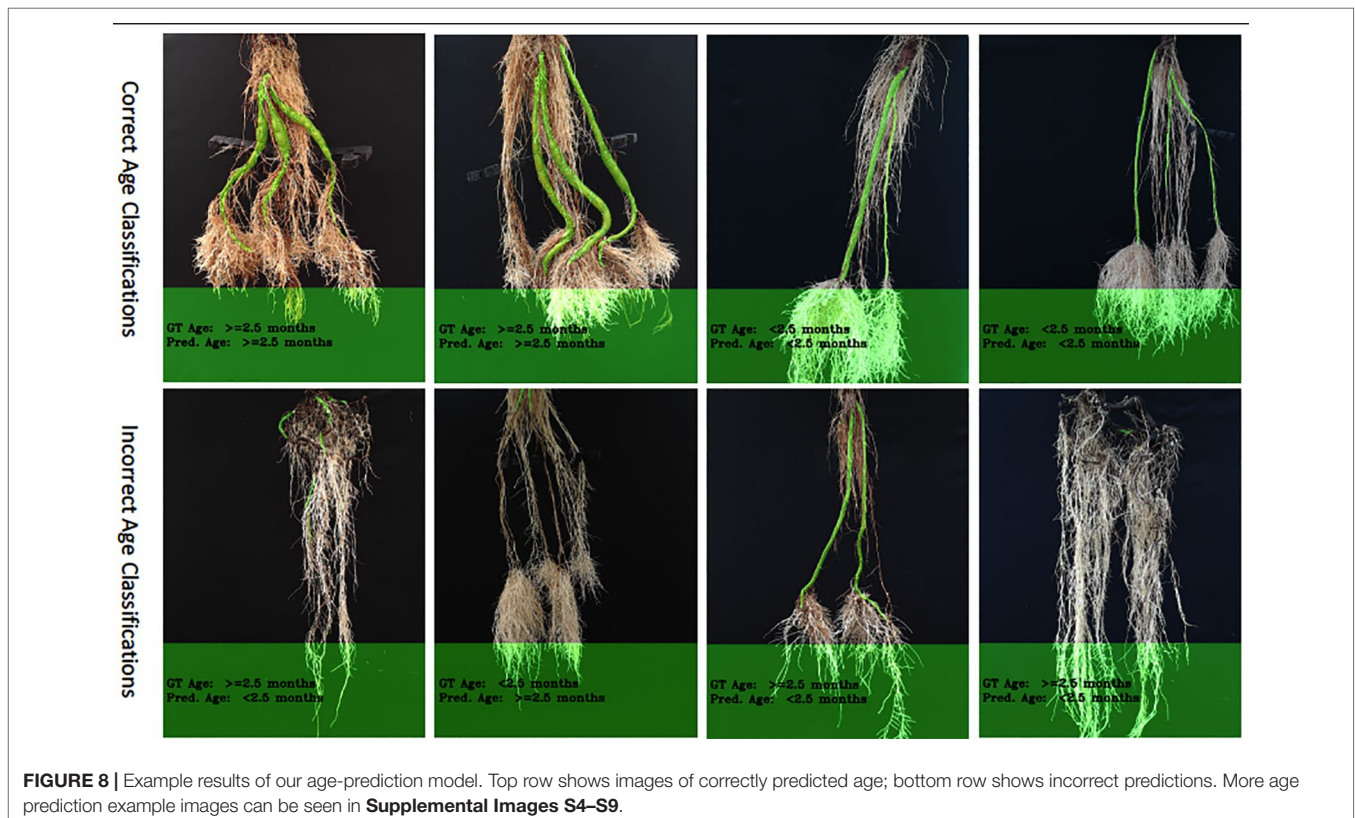 Correct Age Classifications
GT Age: >=2.5 months
Pred. Age: >=2.5 months
GT Age: >=2.5 months
Pred. Age: >=2.5 months
GT Age: <2.5 months
Pred. Age: <2.5 months
GT Age: <2.5 months
Pred. Age: <2.5 months
Incorrect Age Classifications
GT Age: >=2.5 months
Pred. Age: <2.5 months
GT Age: <2.5 months
Pred. Age: >=2.5 months
GT Age: >=2.5 months
Pred. Age: <2.5 months
GT Age: >=2.5 months
Pred. Age: <2.5 months
FIGURE 8 | Example results of our age-prediction model. Top row shows images of correctly predicted age; bottom row shows incorrect predictions. More age
prediction example images can be seen in Supplemental Images S4–S9.